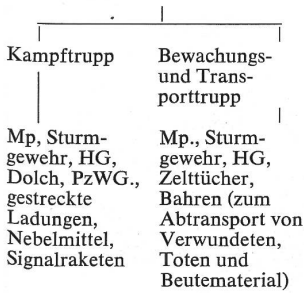 Kampftrupp
Mp, Sturm-
gewehr, HG,
Dolch, PzWG.,
gestreckte
Ladungen,
Nebelmittel,
Signalraketen
Bewachungs-
und Trans-
porttrupp
Mp., Sturm-
gewehr, HG,
Zelttücher,
Bahren (zum
Abtransport von
Verwundeten,
Toten und
Beutematerial)